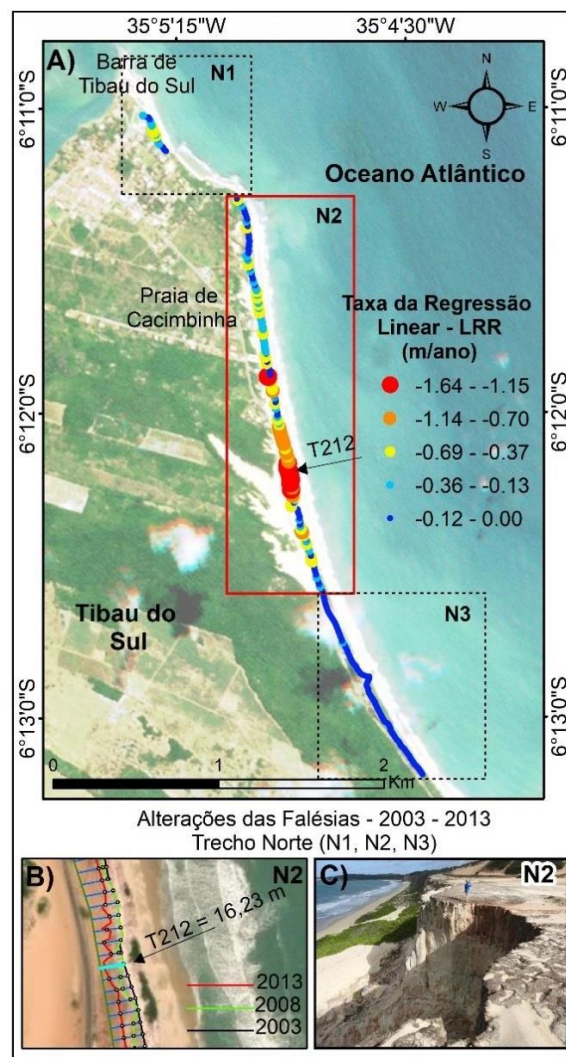 35°5'15"W
35°4'30"W
A)
Barra de
Tibau do Sul
N1
N
W
E
S
6°11'0"S
6°11'0"S
Oceano Atlântico
N2
Praia de
Cacimbinha
Taxa da Regressão
Linear - LRR
(m/ano)
-1.64 - -1.15
-1.14 - -0.70
-0.69 - -0.37
-0.36 - -0.13
-0.12 - 0.00
6°12'0"S
6°12'0"S
T212
Tibau do
Sul
N3
6°13'0"S
6°13'0"S
0
1
2
Km
Alterações das Falésias - 2003 - 2013
Trecho Norte (N1, N2, N3)
B)
N2
T212 = 16,23 m
2013
2008
2003
C)
N2